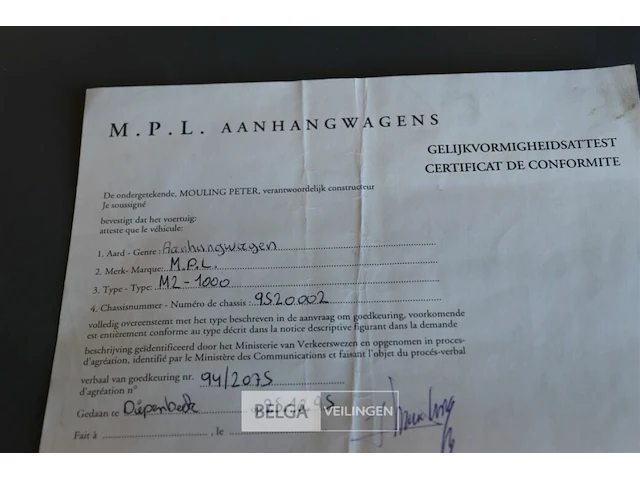 M.P.L. AANHANGWAGENS
GELIJKVORMIGHEIDSATTEST
CERTIFICAT DE CONFORMITE
De ondergetekende, MOULING PETER, verantwoordelijk constructeur
Je soussigné
bevestigt dat het voertuig:
atteste que le véhicule:
1. Aard - Genre : Aanhangwagen
2. Merk- Marque: M.P.L.
3. Type - Type: M2-1000
4. Chassisnummer - Numéro de chassis : 9520002
volledig overeenstemt met het type beschreven in de aanvraag om goedkeuring, voorkomende
est entièrement conforme au type décrit dans la notice descriptive figurant dans la demande
beschrijving geïdentificeerd door het Ministerie van Verkeerswezen en opgenomen in proces-
d'agréation, identifié par le Ministère des Communications et faisant l'objet du procès-verbal
verbaal van goedkeuring nr. 94/2075
d'agréation n°
Gedaan te Diepenbeek
BELGA VEILINGEN
Fait à , le